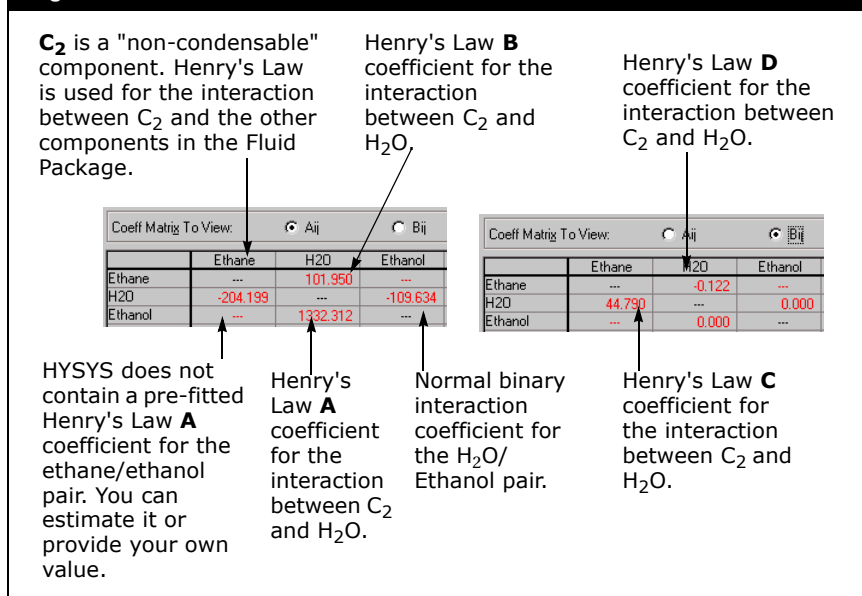 C₂ is a "non-condensable"
component. Henry's Law
is used for the interaction
between C₂ and the other
components in the Fluid
Package.
Henry's Law B
coefficient for the
interaction
between C₂ and
H₂O.
Henry's Law D
coefficient for the
interaction between
C₂ and H₂O.
Coeff Matrix To View: Aij Bij
Ethane H2O Ethanol
Ethane --- 101.950 ---
H2O -204.199 --- -109.634
Ethanol --- 1332.312 ---
Coeff Matrix To View: Aij Bij
Ethane H2O Ethanol
Ethane --- -0.122 ---
H2O 44.790 --- 0.000
Ethanol --- 0.000 ---
HYSYS does not
contain a pre-fitted
Henry's Law A
coefficient for the
ethane/ethanol
pair. You can
estimate it or
provide your own
value.
Henry's
Law A
coefficient
for the
interaction
between C₂
and H₂O.
Normal binary
interaction
coefficient for
the H₂O/
Ethanol pair.
Henry's Law C
coefficient for
the interaction
between C₂ and
H₂O.